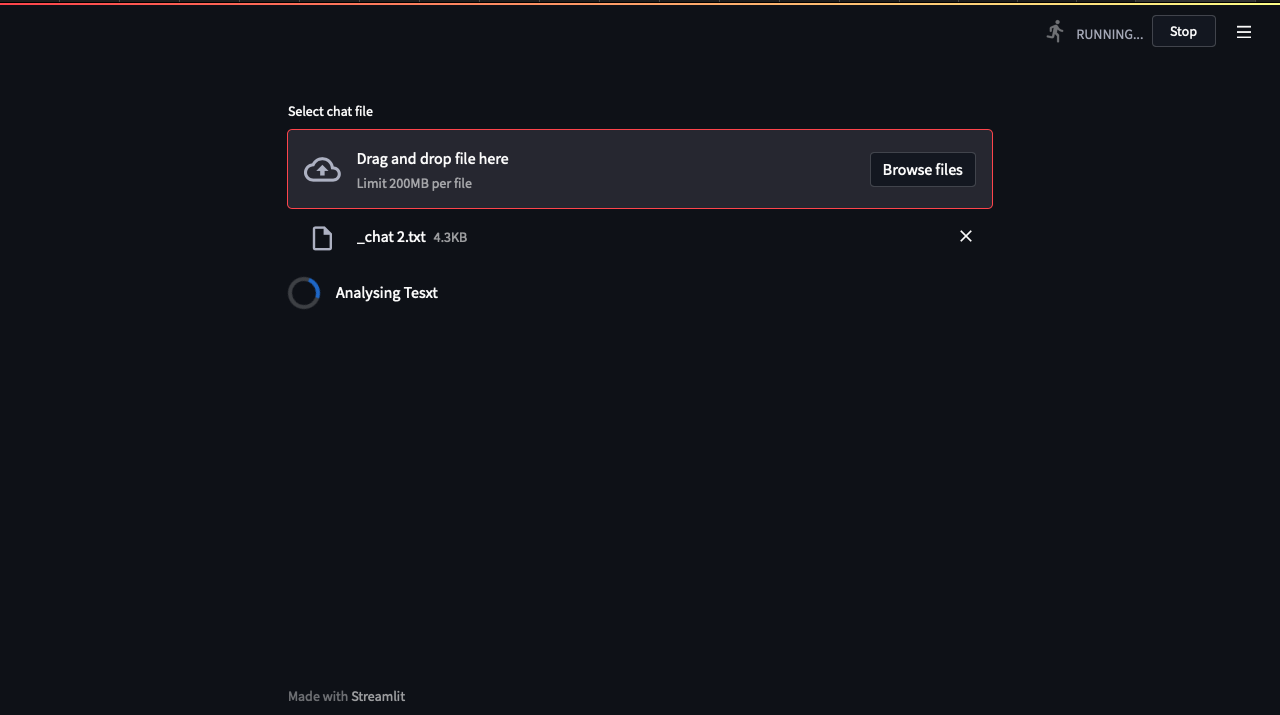 RUNNING... Stop
Select chat file
Drag and drop file here
Limit 200MB per file
Browse files
_chat 2.txt 4.3KB
Analysing Tesxt
Made with Streamlit